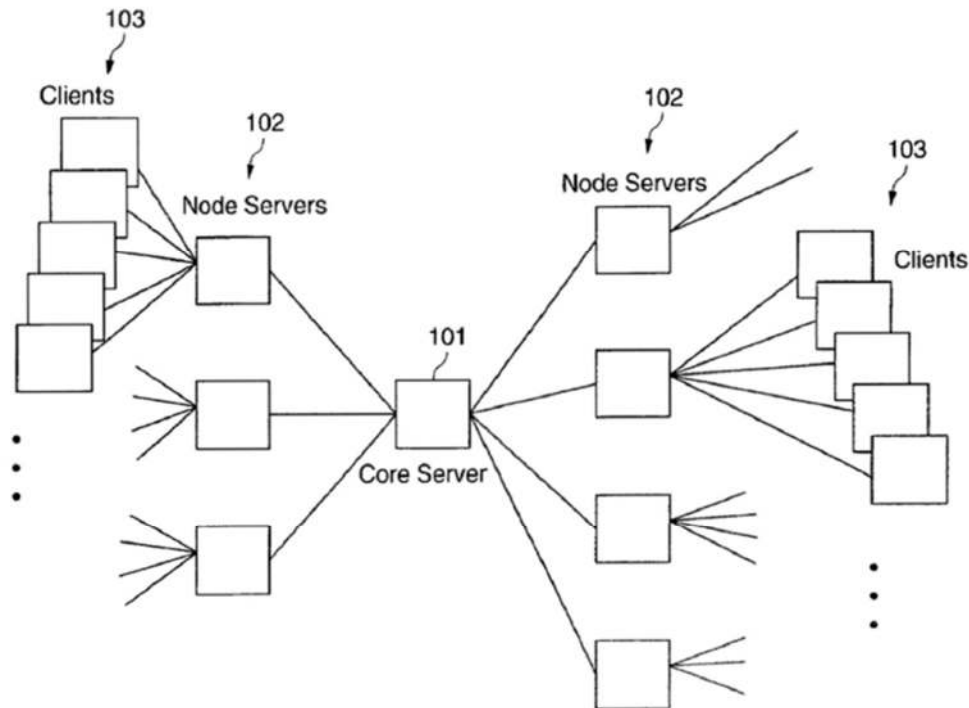 103
Clients
102
Node Servers
102
Node Servers
103
Clients
101
Core Server